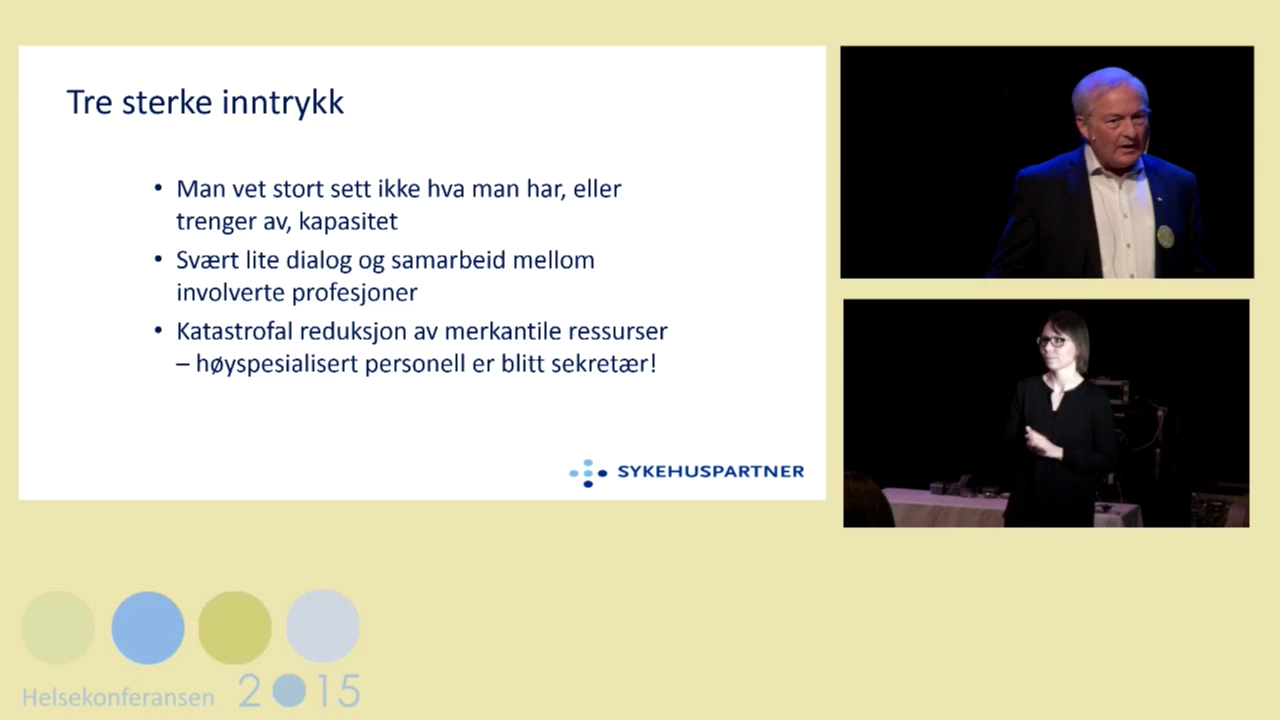 Tre sterke inntrykk
• Man vet stort sett ikke hva man har, eller
trenger av, kapasitet
• Svært lite dialog og samarbeid mellom
involverte profesjoner
• Katastrofal reduksjon av merkantile ressurser
– høyspesialisert personell er blitt sekretær!
SYKEHUSPARTNER
Helsekonferansen 2015